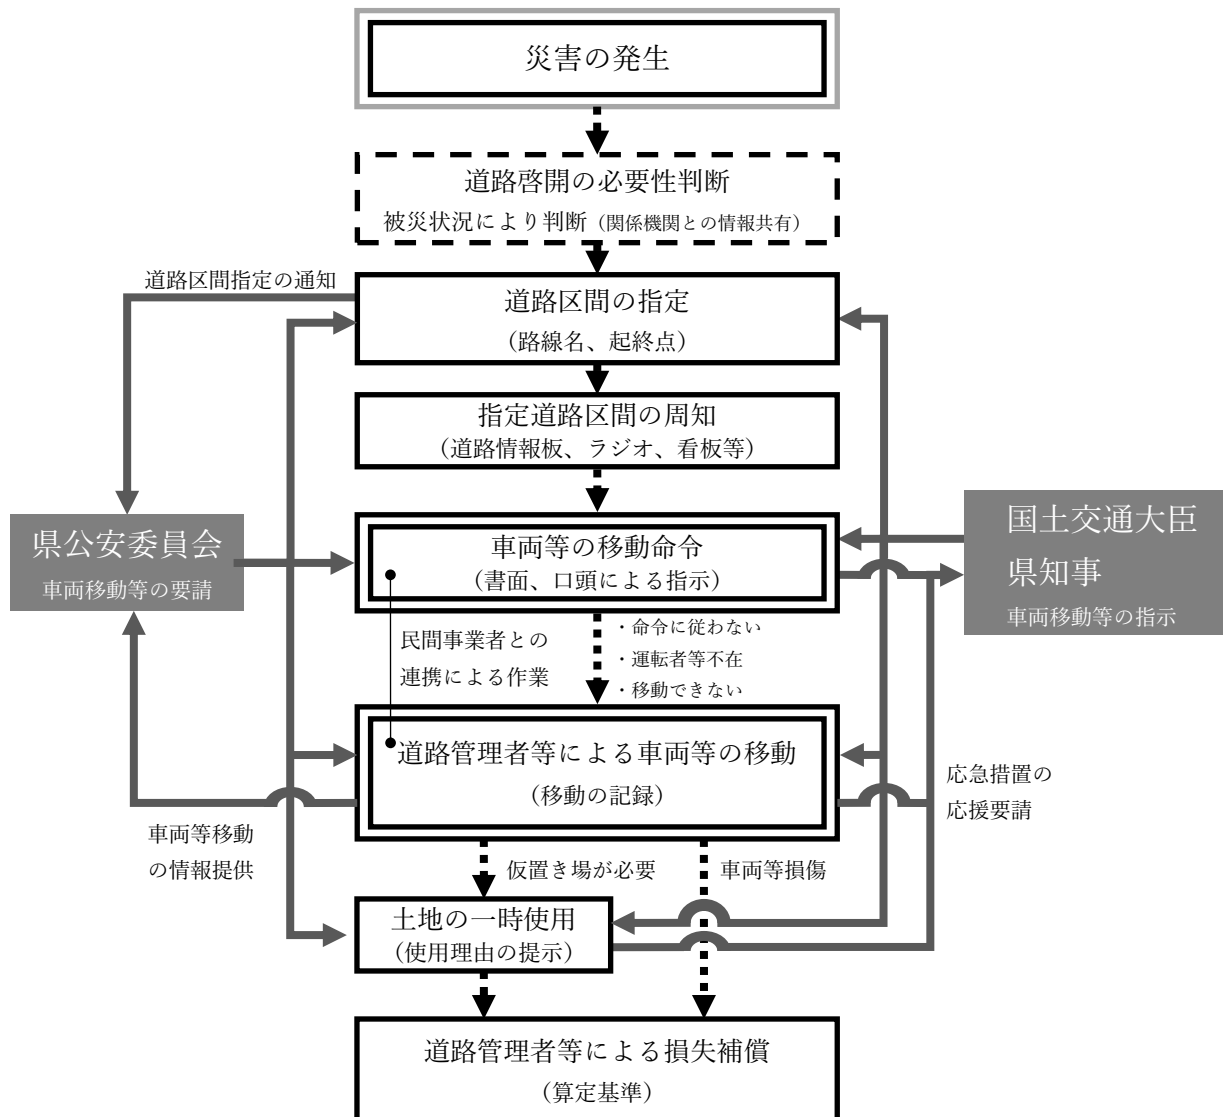 災害の発生
道路啓開の必要性判断
被災状況により判断（関係機関との情報共有）
道路区間指定の通知
道路区間の指定
（路線名、起終点）
指定道路区間の周知
（道路情報板、ラジオ、看板等）
県公安委員会
車両移動等の要請
車両等の移動命令
（書面、口頭による指示）
国土交通大臣
県知事
車両移動等の指示
民間事業者との
連携による作業
・命令に従わない
・運転者等不在
・移動できない
道路管理者等による車両等の移動
（移動の記録）
応急措置の
応援要請
車両等移動
の情報提供
仮置き場が必要
車両等損傷
土地の一時使用
（使用理由の提示）
道路管理者等による損失補償
（算定基準）